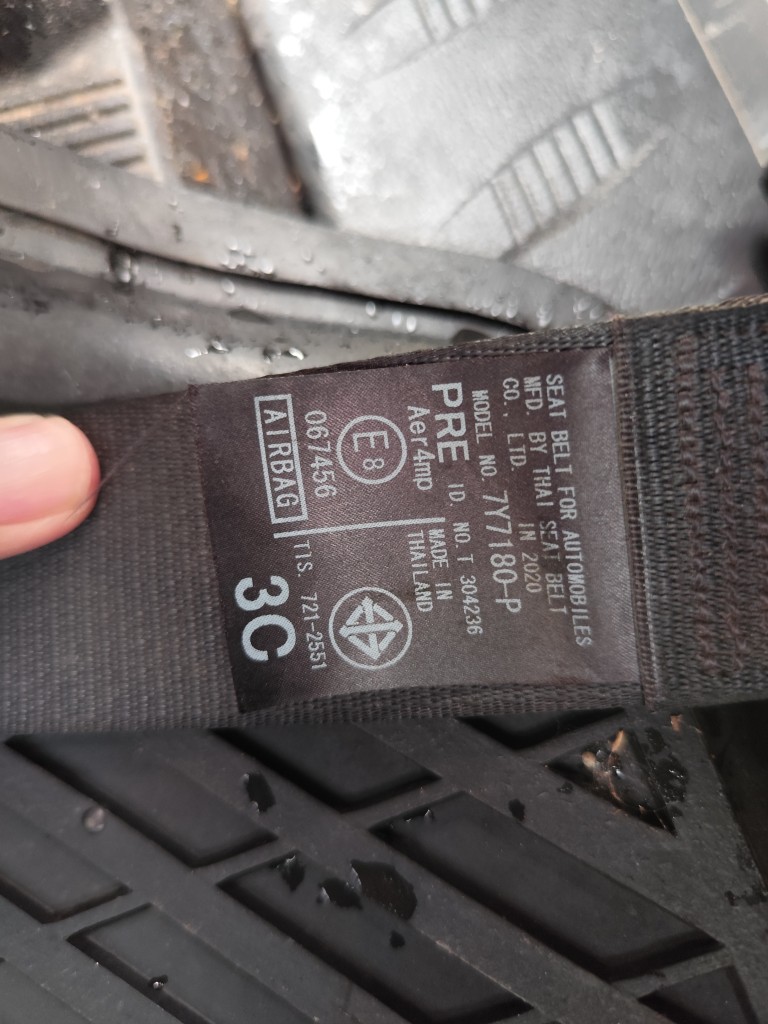 SEAT BELT FOR AUTOMOBILES
MFD. BY THAI SEAT BELT
CO., LTD. IN 2020
MODEL NO. 7Y7180-P
PRE ID. NO. T 304236
Aer4mp
MADE IN
THAILAND
E8
067456
AIRBAG
TIS. 721-2551
3C